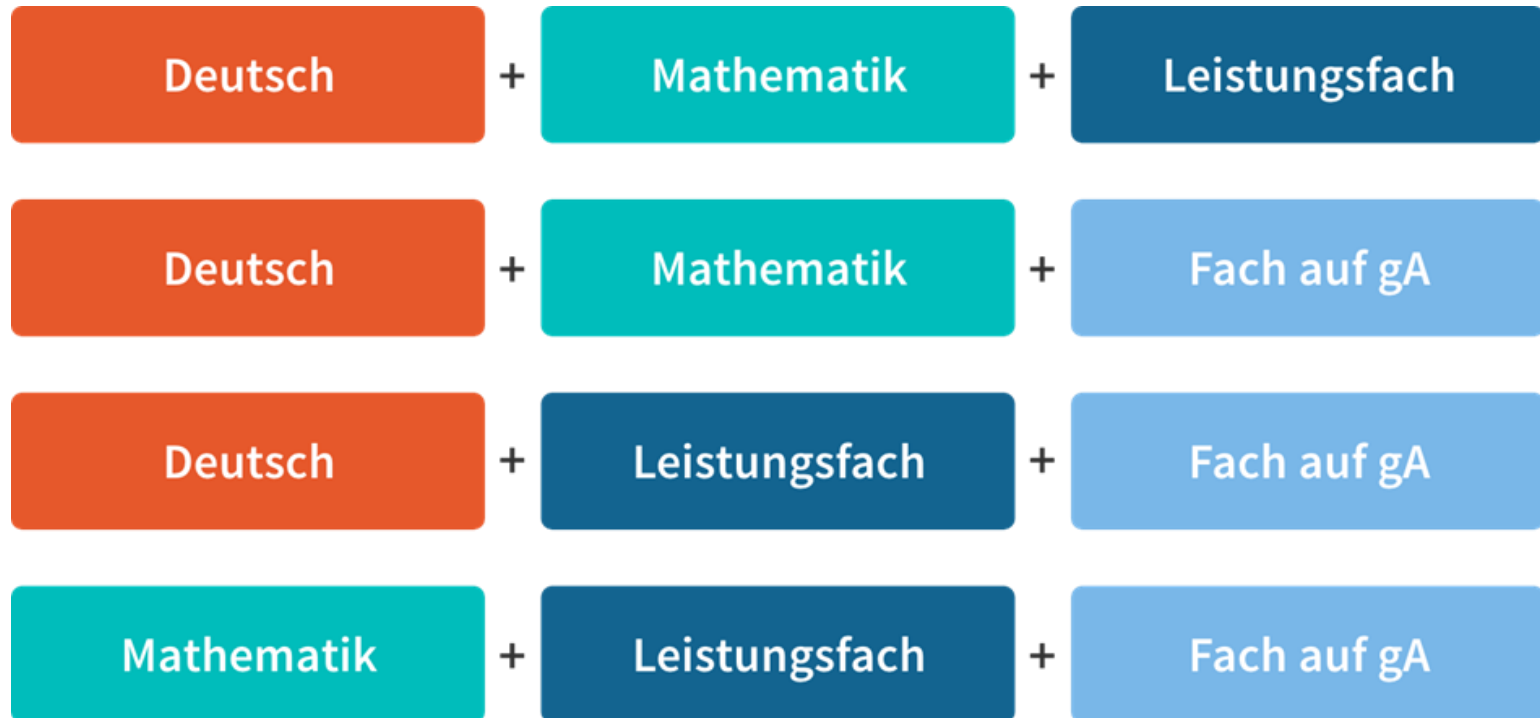 Deutsch + Mathematik + Leistungsfach
Deutsch + Mathematik + Fach auf gA
Deutsch + Leistungsfach + Fach auf gA
Mathematik + Leistungsfach + Fach auf gA